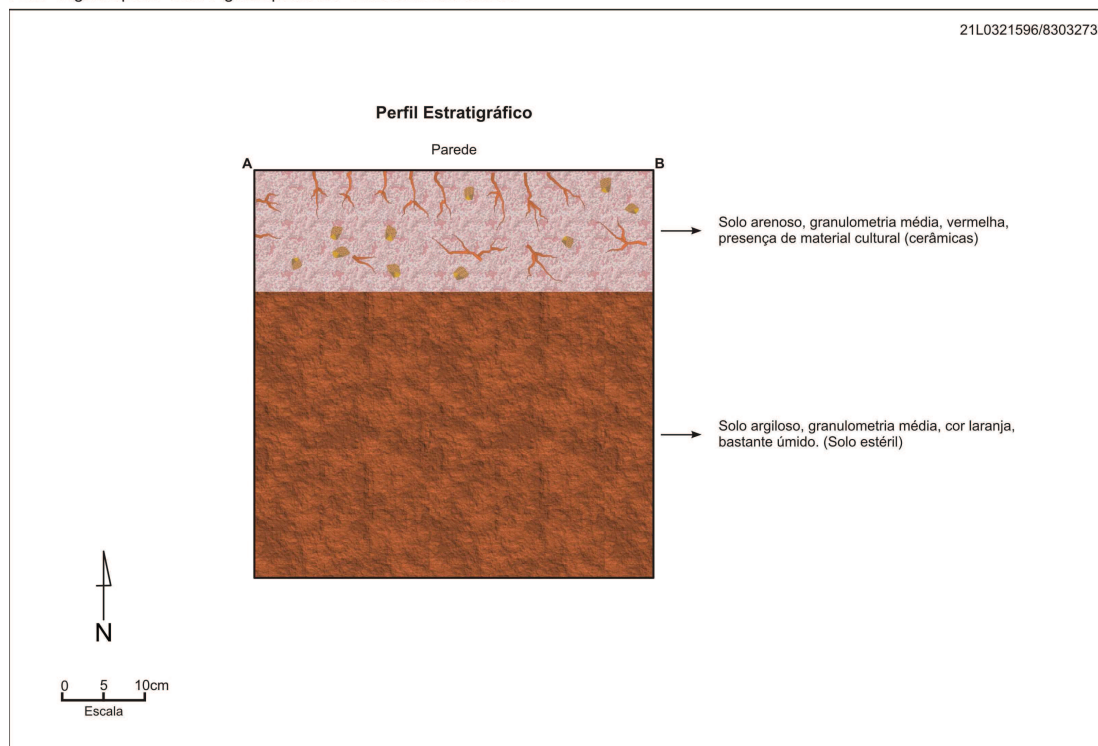 21L0321596/8303273
Perfil Estratigráfico
Parede
A
B
Solo arenoso, granulometria média, vermelha,
presença de material cultural (cerâmicas)
Solo argiloso, granulometria média, cor laranja,
bastante úmido. (Solo estéril)
N
0 5 10cm
Escala